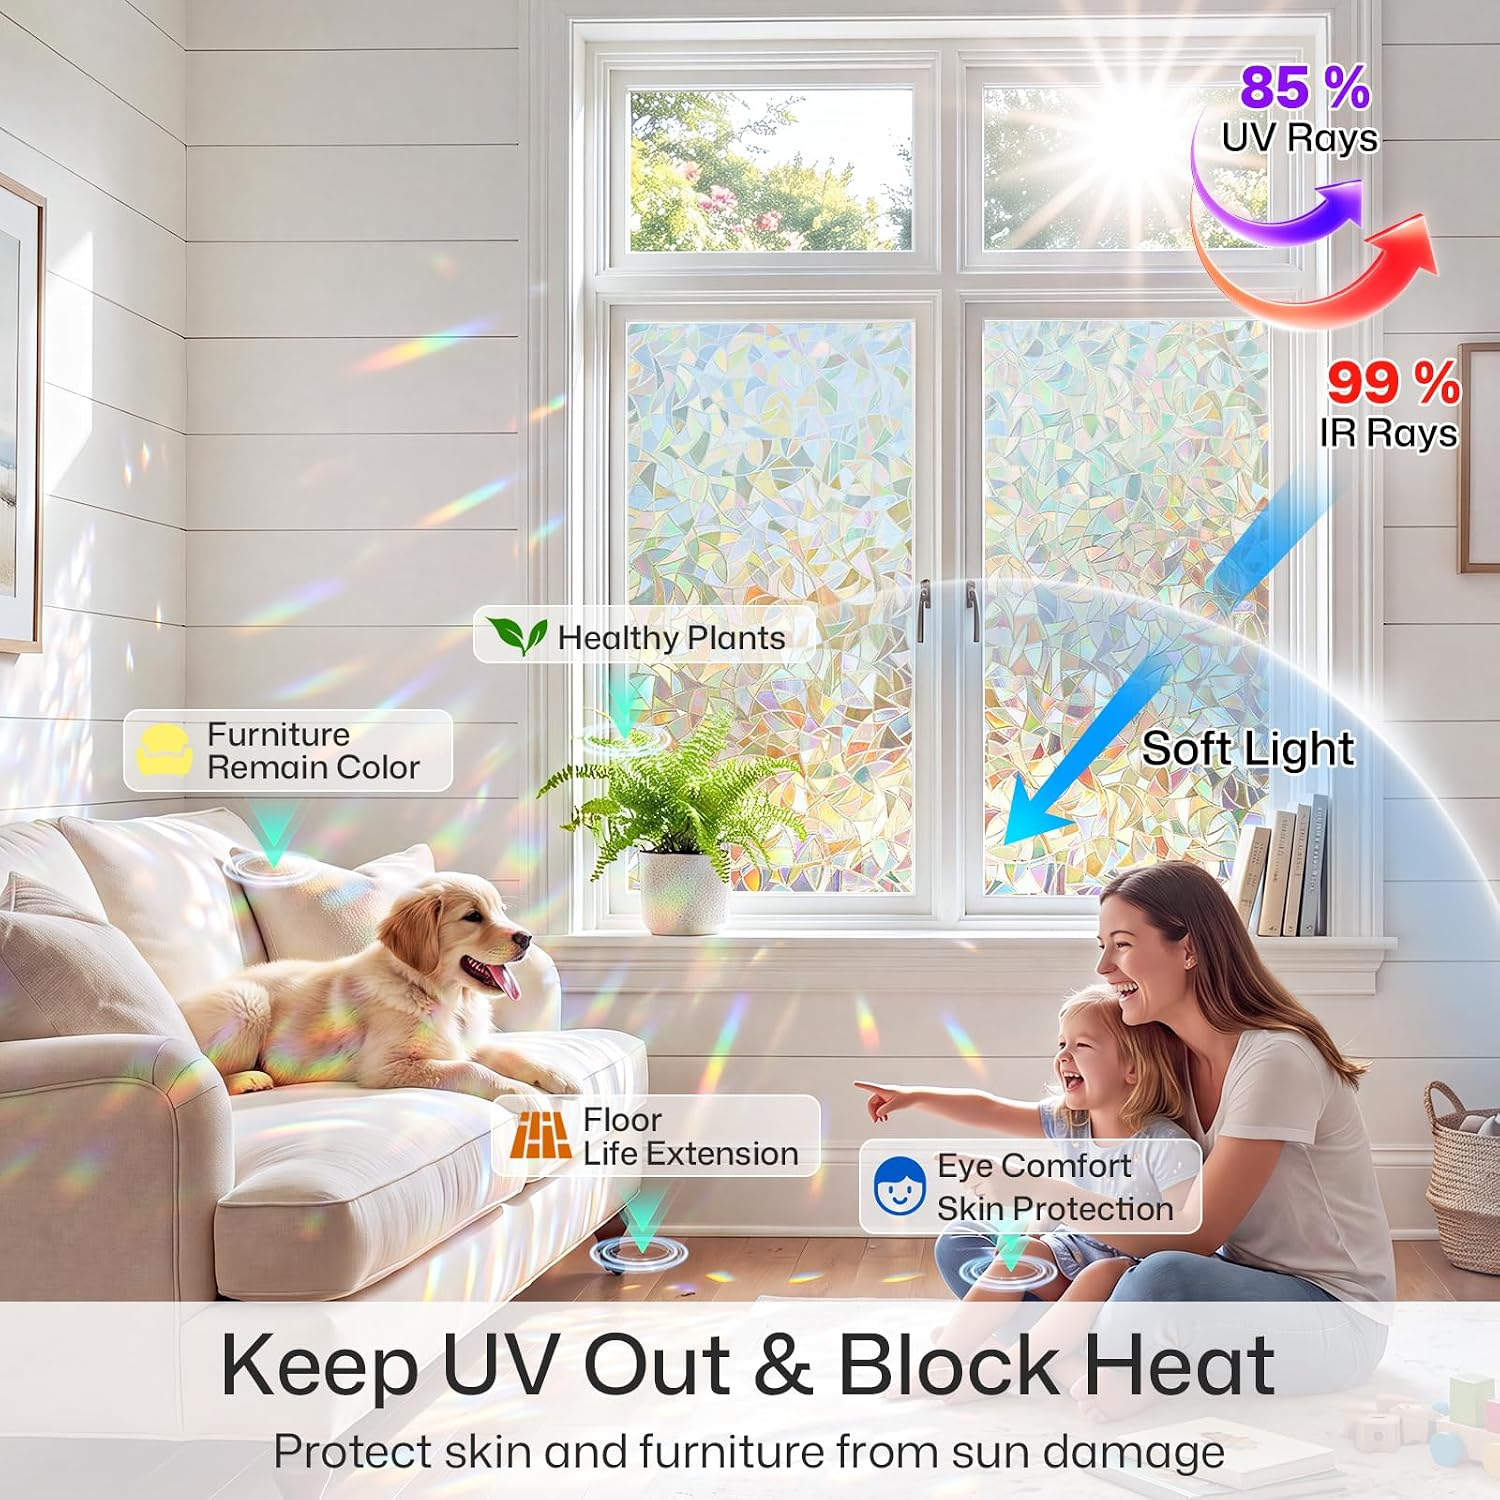 85 %
UV Rays
99 %
IR Rays
Healthy Plants
Furniture
Remain Color
Soft Light
Floor
Life Extension
Eye Comfort
Skin Protection
Keep UV Out & Block Heat
Protect skin and furniture from sun damage